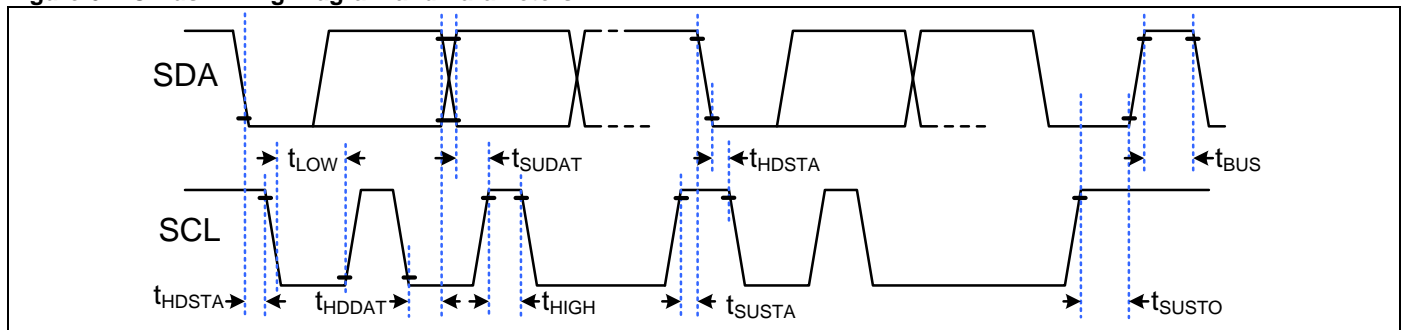 SDA
tLOW
tSUDAT
tHDSTA
tBUS
SCL
tHDSTA
tHDDAT
tHIGH
tSUSTA
tSUSTO